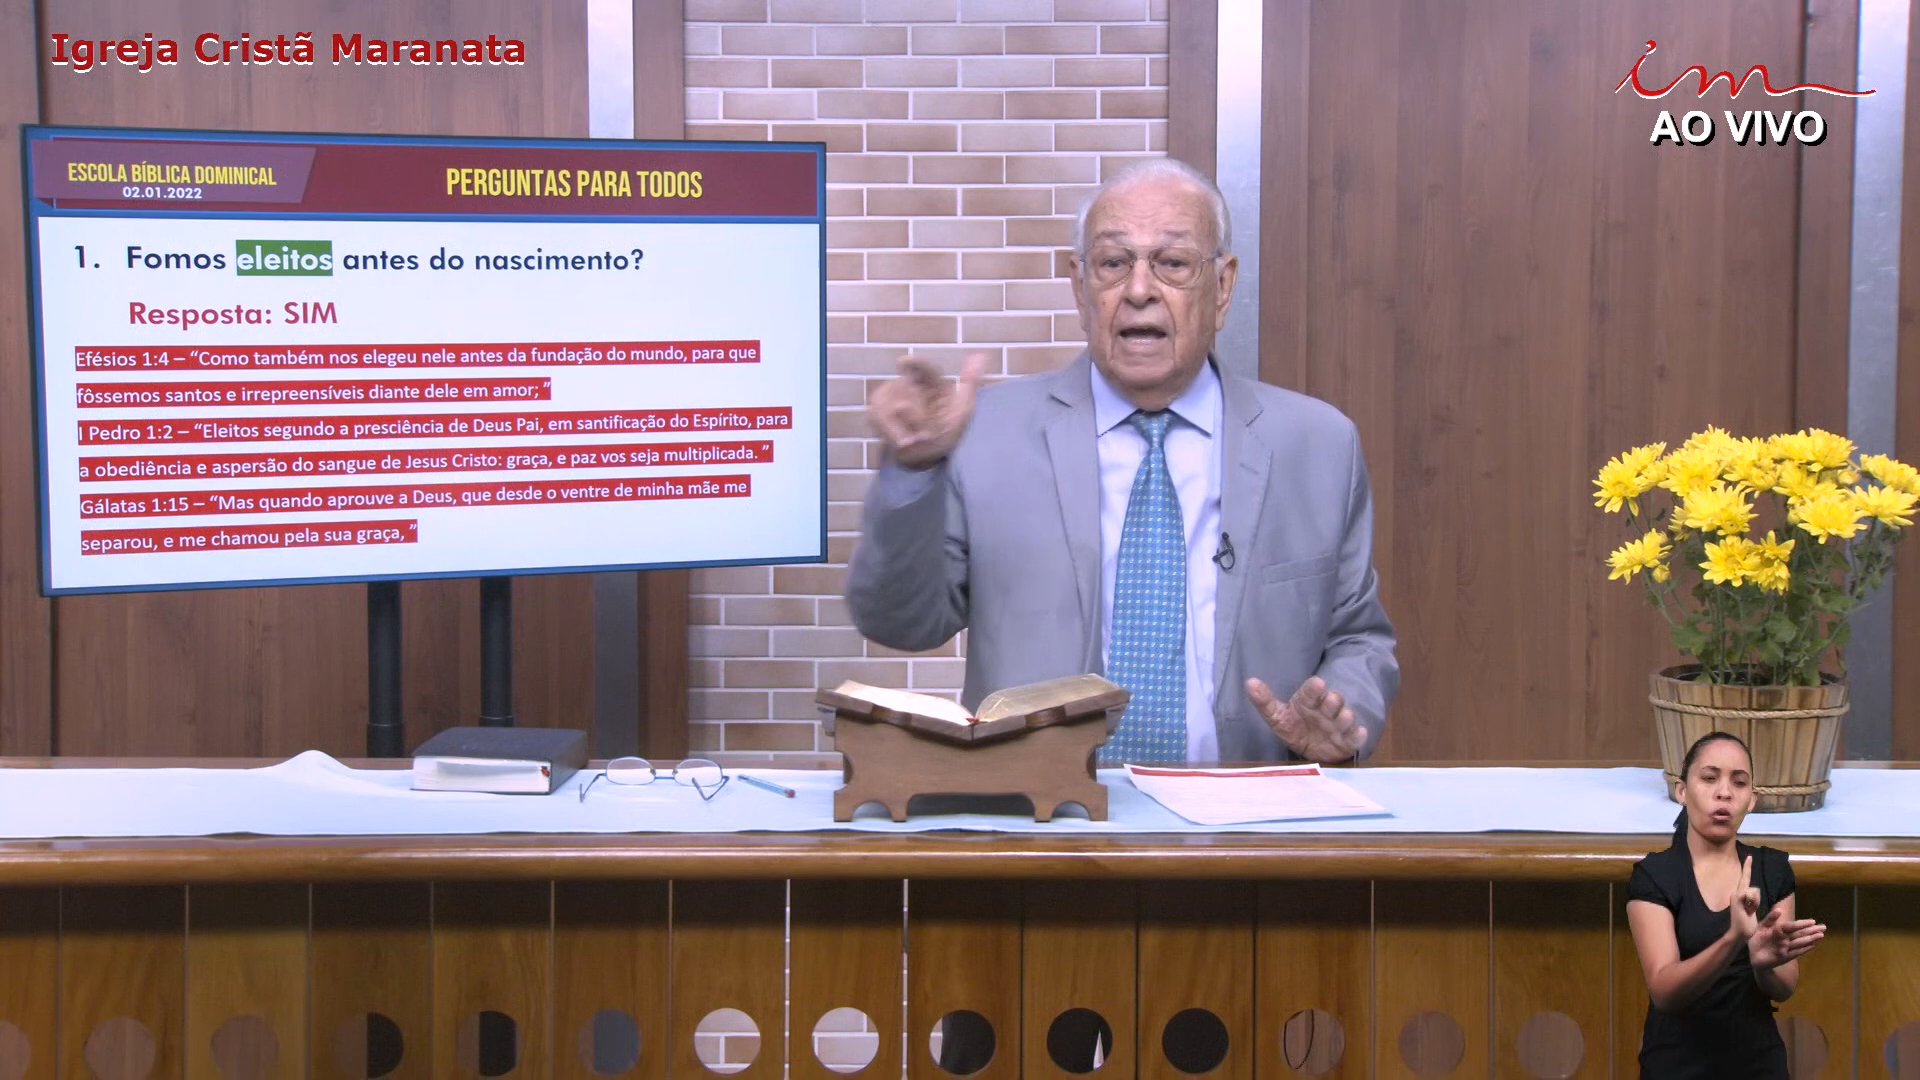 Igreja Cristã Maranata
im
AO VIVO
ESCOLA BÍBLICA DOMINICAL
02.01.2022
PERGUNTAS PARA TODOS
1. Fomos eleitos antes do nascimento?
Resposta: SIM
Efésios 1:4 – “Como também nos elegeu nele antes da fundação do mundo, para que
fôssemos santos e irrepreensíveis diante dele em amor; ”
I Pedro 1:2 – “Eleitos segundo a presciência de Deus Pai, em santificação do Espírito, para
a obediência e aspersão do sangue de Jesus Cristo: graça, e paz vos seja multiplicada. ”
Gálatas 1:15 – “Mas quando aprouve a Deus, que desde o ventre de minha mãe me
separou, e me chamou pela sua graça, ”